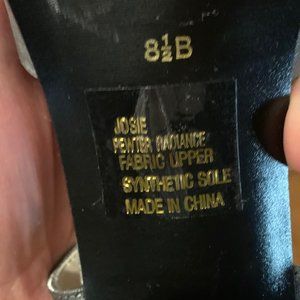 8½B
JOSIE
PEWTER RADIANCE
FABRIC UPPER
SYNTHETIC SOLE
MADE IN CHINA